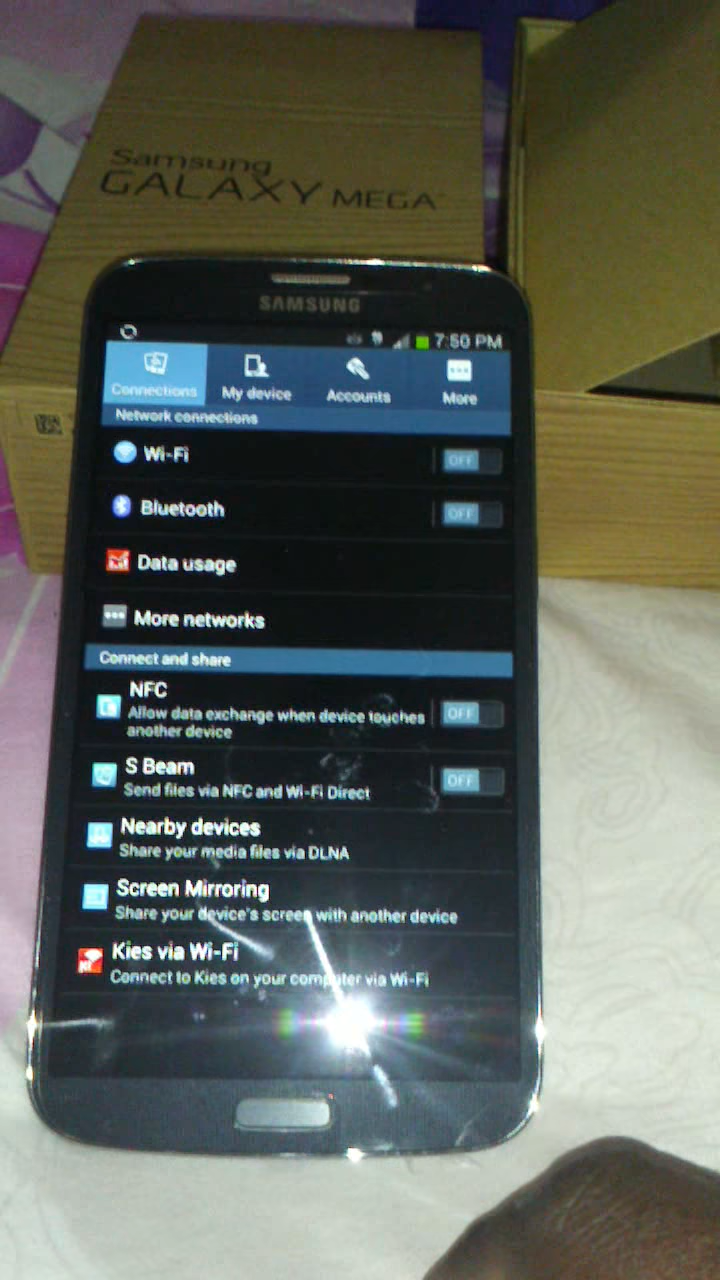 Samsung
GALAXY MEGA
SAMSUNG
7:50 PM
Connections
My device
Accounts
More
Network connections
Wi-Fi
OFF
Bluetooth
OFF
Data usage
More networks
Connect and share
NFC
Allow data exchange when device touches
another device
OFF
S Beam
Send files via NFC and Wi-Fi Direct
OFF
Nearby devices
Share your media files via DLNA
Screen Mirroring
Share your device's screen with another device
Kies via Wi-Fi
Connect to Kies on your computer via Wi-Fi